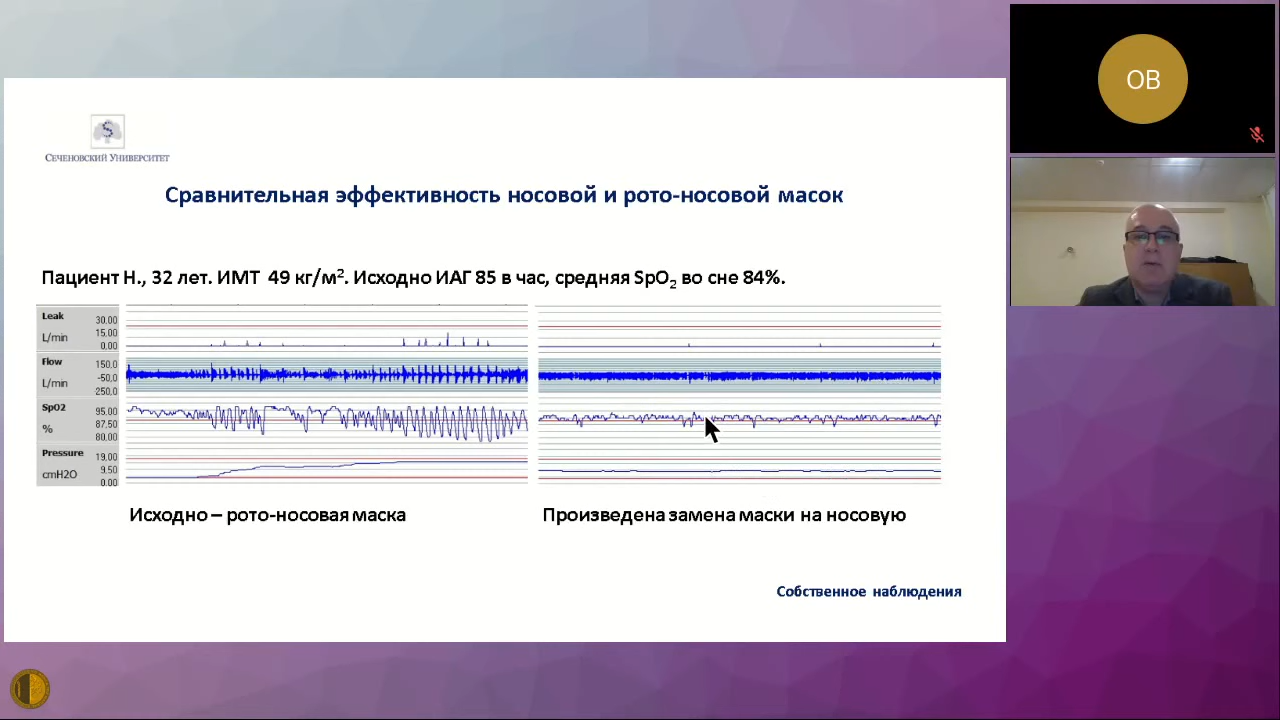 OB
Сеченовский Университет
Сравнительная эффективность носовой и рото-носовой масок
Пациент Н., 32 лет. ИМТ 49 кг/м². Исходно ИАГ 85 в час, средняя SpO₂ во сне 84%.
Leak
30.00
L/min
15.00
0.00
Flow
150.0
L/min
-50.0
250.0
SpO2
95.00
%
87.50
80.00
Pressure
19.00
cmH2O
9.50
0.00
Исходно – рото-носовая маска
Произведена замена маски на носовую
Собственное наблюдения